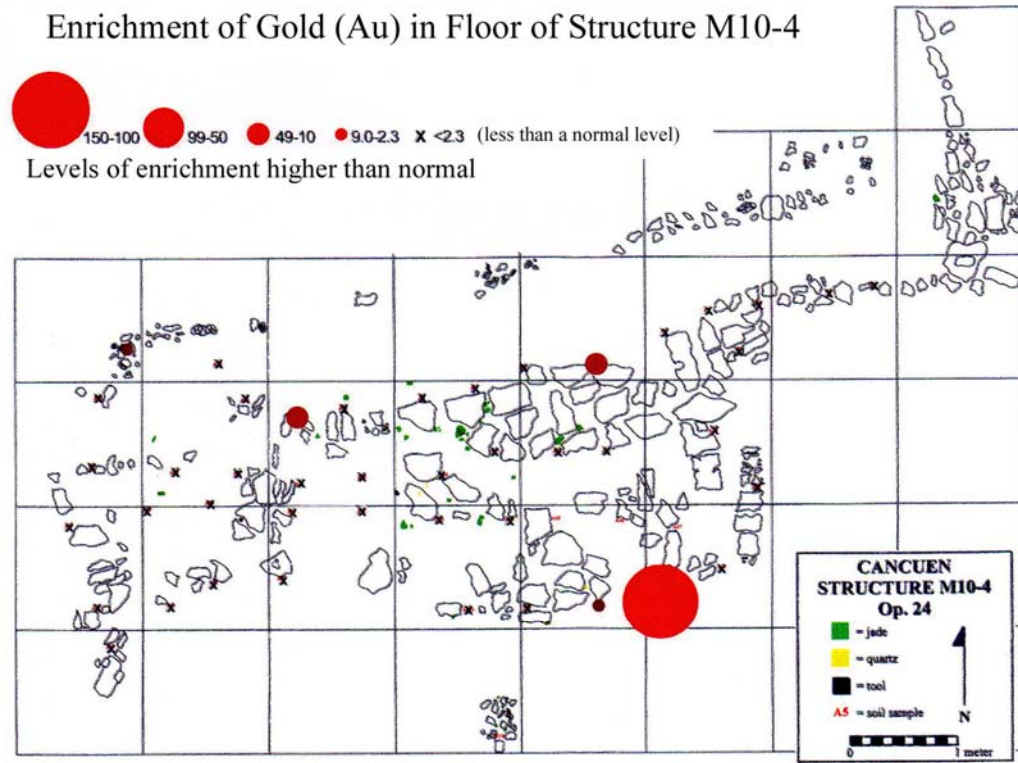 Enrichment of Gold (Au) in Floor of Structure M10-4
150-100 99-50 49-10 9.0-2.3 x <2.3 (less than a normal level)
Levels of enrichment higher than normal
CANCUEN
STRUCTURE M10-4
Op. 24
= jade
= quartz
= tool
A5 = soil sample
N
0 1 meter